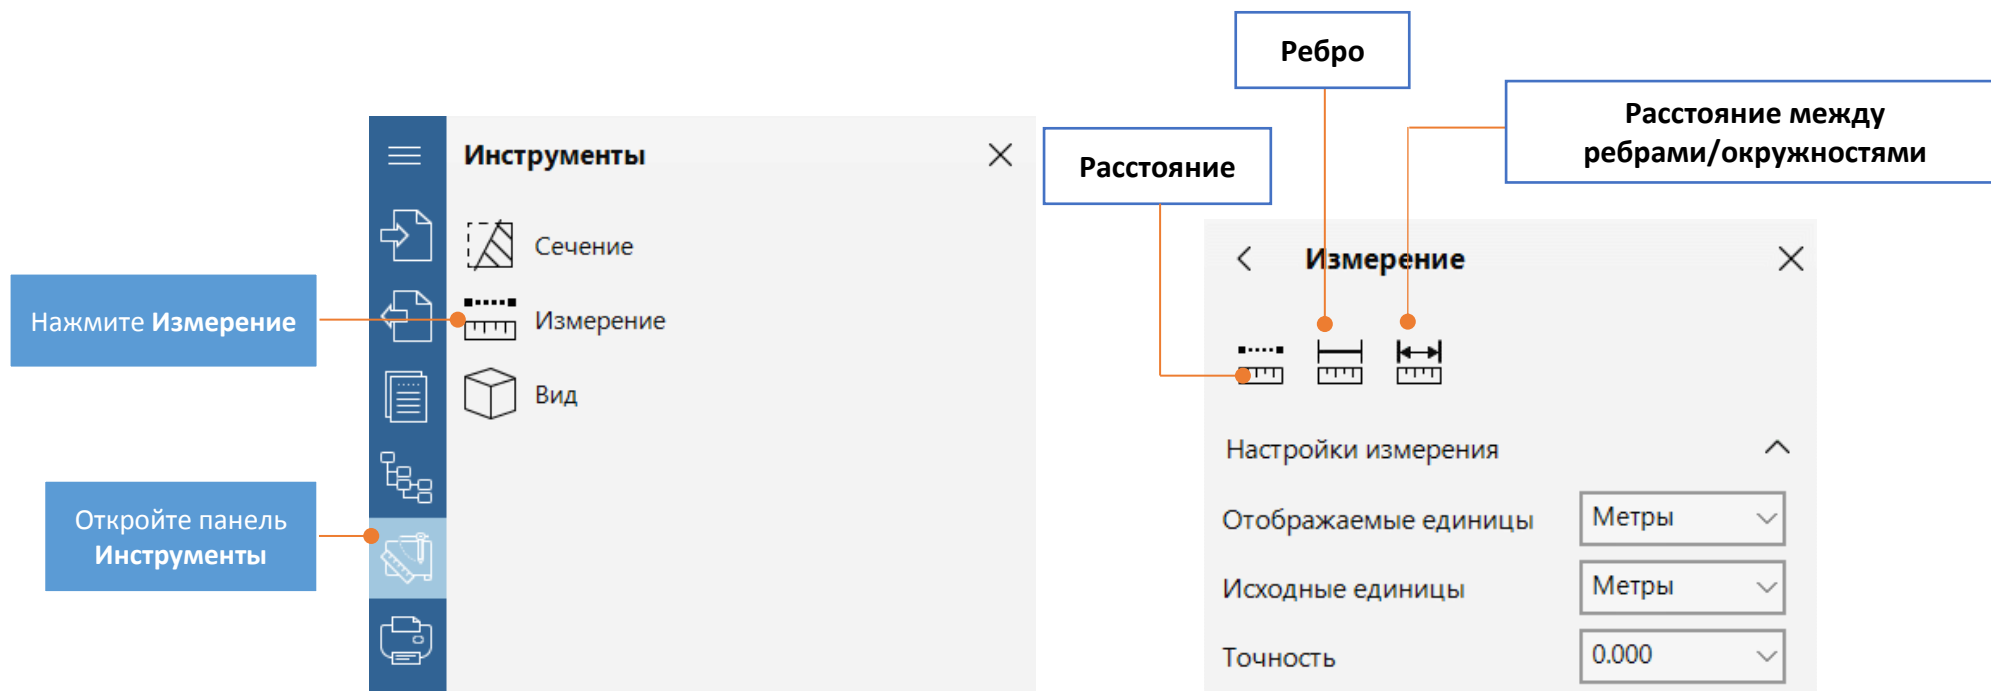 Ребро
Расстояние между
ребрами/окружностями
Расстояние
Инструменты
Сечение
Измерение
Вид
Нажмите Измерение
Откройте панель
Инструменты
Измерение
Настройки измерения
Отображаемые единицы
Метры
Исходные единицы
Метры
Точность
0.000